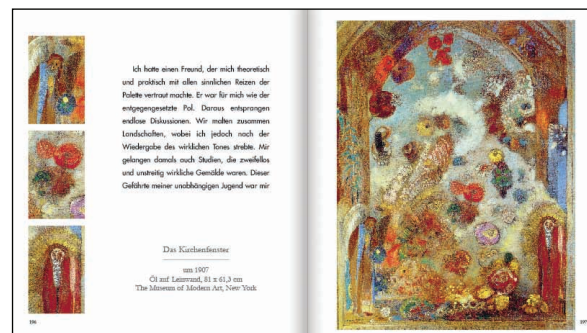 Ich hatte einen Freund, der mich theoretisch
und praktisch mit allen sinnlichen Reizen der
Palette vertraut machte. Er war für mich wie der
entgegengesetzte Pol. Daraus entsprangen
endlose Diskussionen. Wir malten zusammen
Landschaften, wobei ich jedoch nach der
Wiedergabe des wirklichen Tones strebte. Mir
gelangen damals auch Studien, die zweifellos
und unstreitig wirkliche Gemälde waren. Dieser
Gefährte meiner unabhängigen Jugend war mir
Das Kirchenfenster
um 1907
Öl auf Leinwand, 81 x 61,3 cm
The Museum of Modern Art, New York
186
187